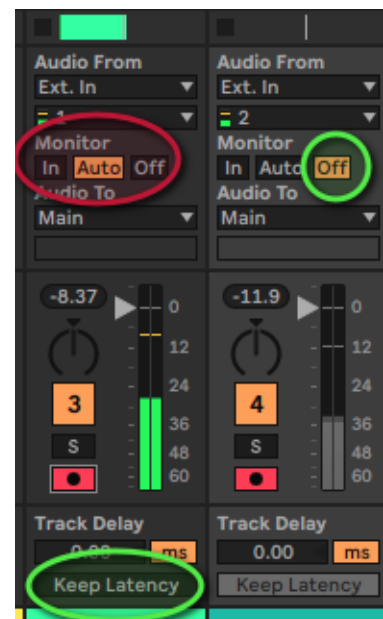 Audio From
Ext. In
1
Monitor
In Auto Off
Audio To
Main
-8.37
0
12
24
36
48
60
3
S
Track Delay
0.00 ms
Keep Latency
Audio From
Ext. In
2
Monitor
In Auto Off
Audio To
Main
-11.9
0
12
24
36
48
60
4
S
Track Delay
0.00 ms
Keep Latency